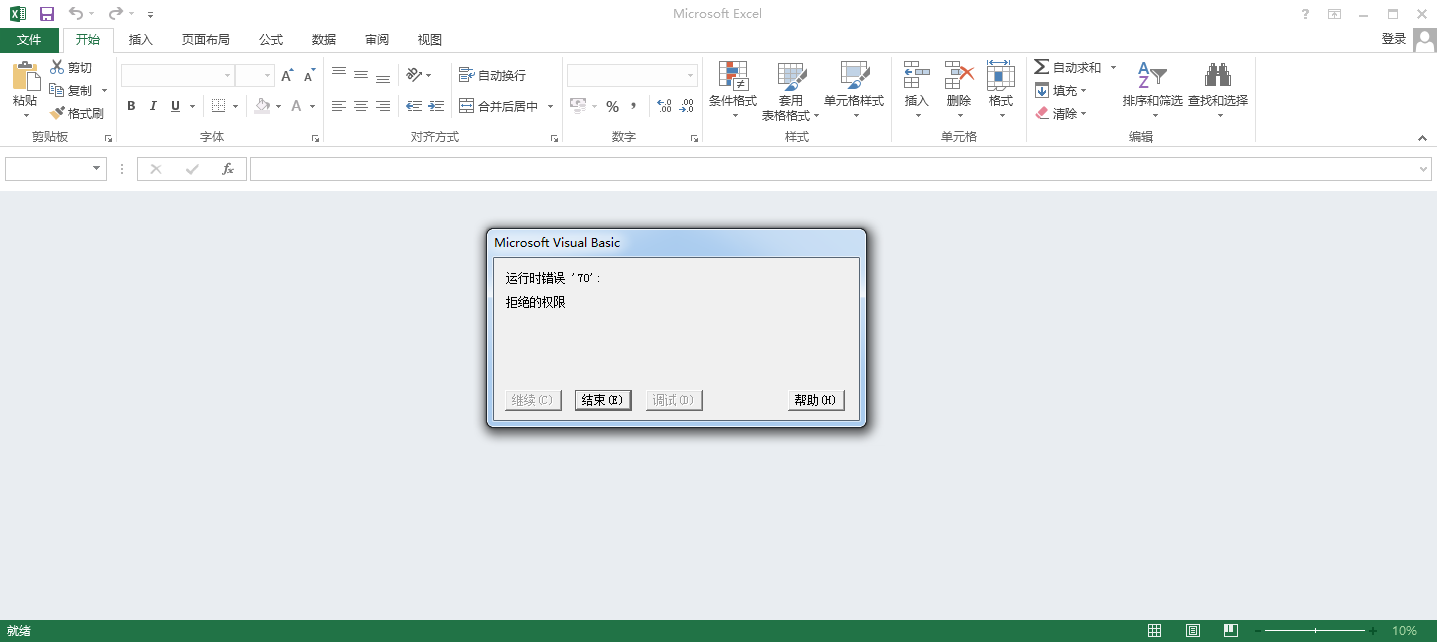 Microsoft Excel
文件 开始 插入 页面布局 公式 数据 审阅 视图 登录
粘贴
剪切
复制
格式刷
剪贴板
B I U A
字体
自动换行
合并后居中
对齐方式
%
数字
条件格式
套用
表格格式
单元格样式
样式
插入 删除 格式
单元格
自动求和
填充
清除
排序和筛选 查找和选择
编辑
fx
Microsoft Visual Basic
运行时错误 '70':
拒绝的权限
继续(C) 结束(E) 调试(D) 帮助(H)
就绪 10%